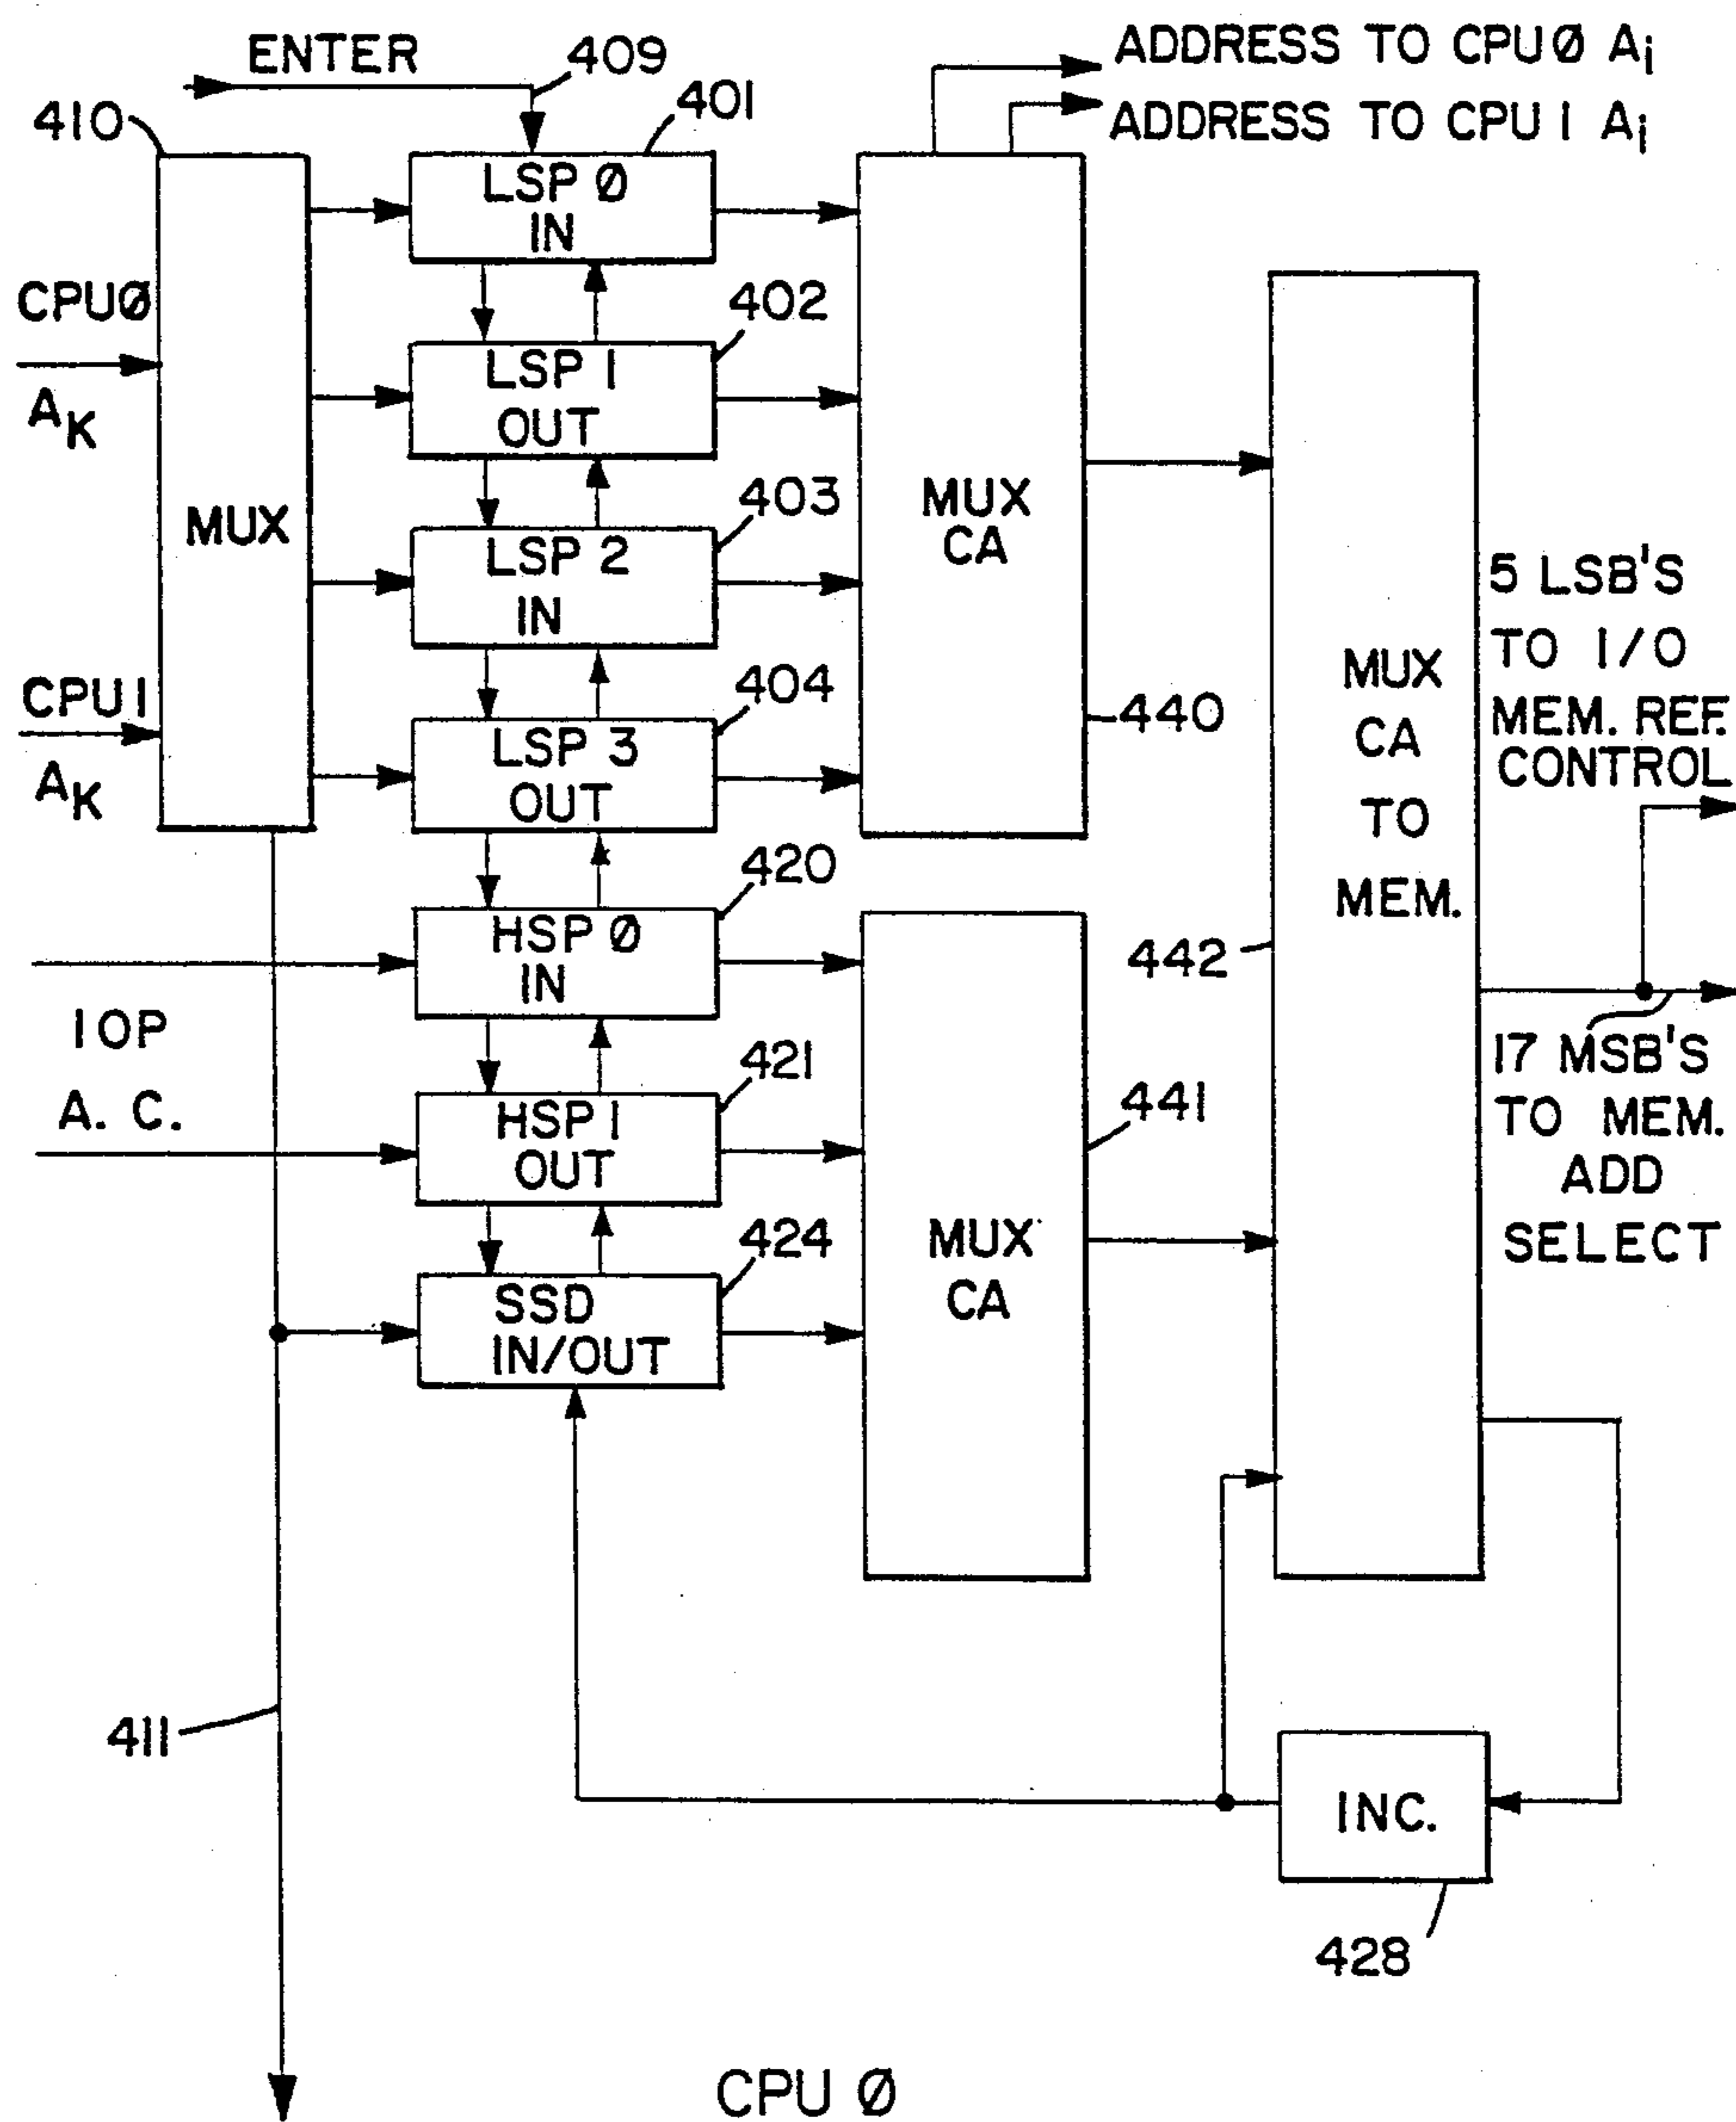 ENTER
409
ADDRESS TO CPU Ø Ai
401
410
ADDRESS TO CPU 1 Ai
LSP Ø
IN
CPUØ
AK
402
LSP 1
OUT
MUX
403
LSP 2
IN
MUX
CA
5 LSB'S
TO I/O
MEM. REF.
CONTROL
CPU1
AK
404
LSP 3
OUT
440
MUX
CA
TO
MEM.
420
HSP Ø
IN
442
IOP
A. C.
421
HSP 1
OUT
441
17 MSB'S
TO MEM.
ADD
SELECT
424
SSD
IN/OUT
MUX
CA
411
INC.
428
CPU Ø